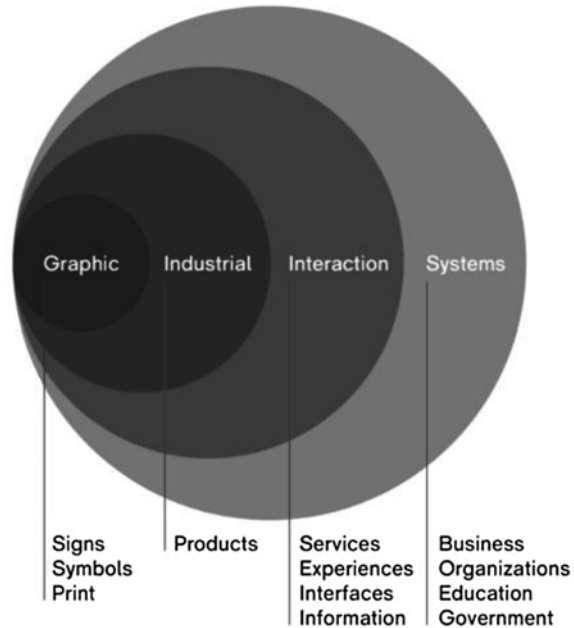 Graphic
Industrial
Interaction
Systems
Signs
Symbols
Print
Products
Services
Experiences
Interfaces
Information
Business
Organizations
Education
Government